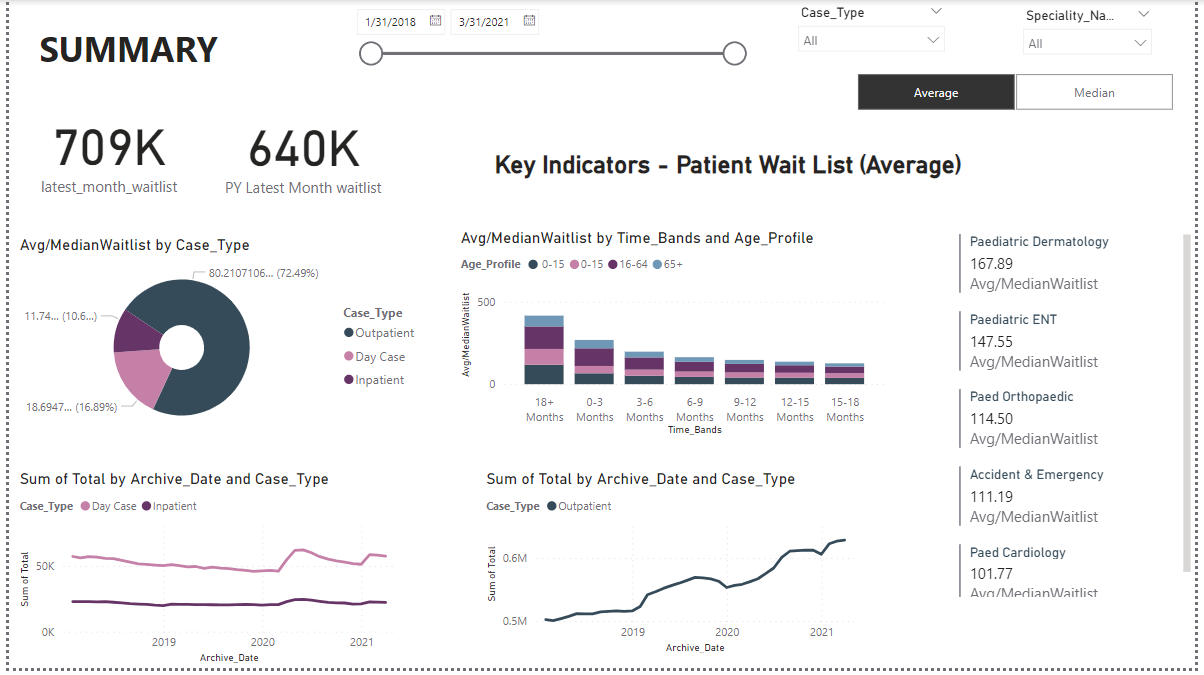 SUMMARY
1/31/2018
3/31/2021
Case_Type
All
Speciality_Na...
All
Average
Median
709K
latest_month_waitlist
640K
PY Latest Month waitlist
Key Indicators - Patient Wait List (Average)
Avg/MedianWaitlist by Case_Type
80.2107106... (72.49%)
11.74... (10.6...)
18.6947... (16.89%)
Case_Type
Outpatient
Day Case
Inpatient
Avg/MedianWaitlist by Time_Bands and Age_Profile
Age_Profile 0-15 0-15 16-64 65+
Avg/MedianWaitlist
500
0
18+ Months
0-3 Months
3-6 Months
6-9 Months
9-12 Months
12-15 Months
15-18 Months
Time_Bands
Paediatric Dermatology
167.89
Avg/MedianWaitlist
Paediatric ENT
147.55
Avg/MedianWaitlist
Paed Orthopaedic
114.50
Avg/MedianWaitlist
Accident & Emergency
111.19
Avg/MedianWaitlist
Paed Cardiology
101.77
Avg/MedianWaitlist
Sum of Total by Archive_Date and Case_Type
Case_Type Day Case Inpatient
Sum of Total
50K
0K
2019 2020 2021
Archive_Date
Sum of Total by Archive_Date and Case_Type
Case_Type Outpatient
Sum of Total
0.6M
0.5M
2019 2020 2021
Archive_Date